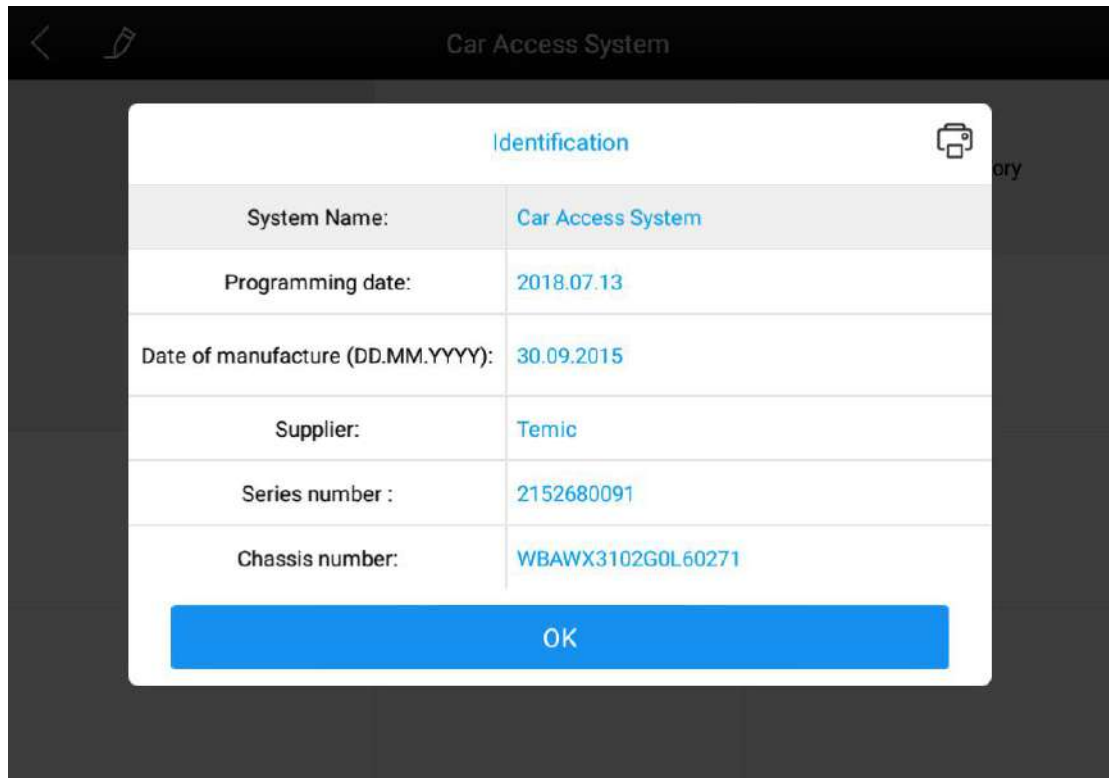 Car Access System
Identification
ory
System Name: Car Access System
Programming date: 2018.07.13
Date of manufacture (DD.MM.YYYY): 30.09.2015
Supplier: Temic
Series number : 2152680091
Chassis number: WBAWX3102G0L60271
OK